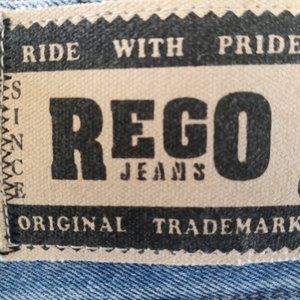 RIDE WITH PRIDE
SINCE
REGO
JEANS
ORIGINAL TRADEMARK